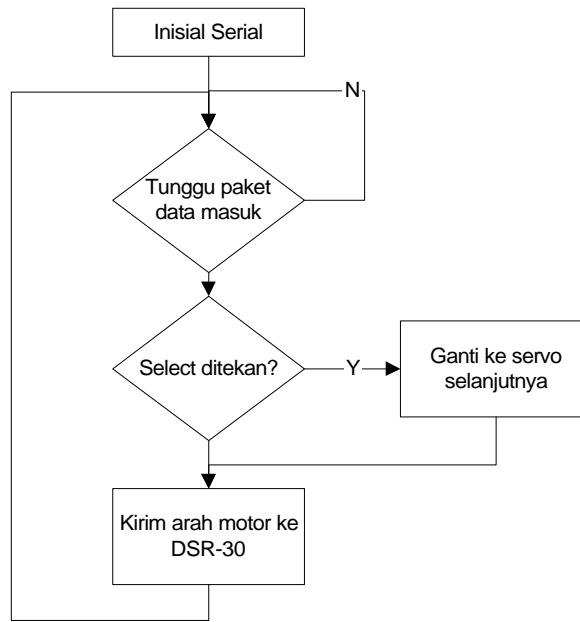 Inisial Serial
N
Tunggu paket
data masuk
Select ditekan?
Y
Ganti ke servo
selanjutnya
Kirim arah motor ke
DSR-30